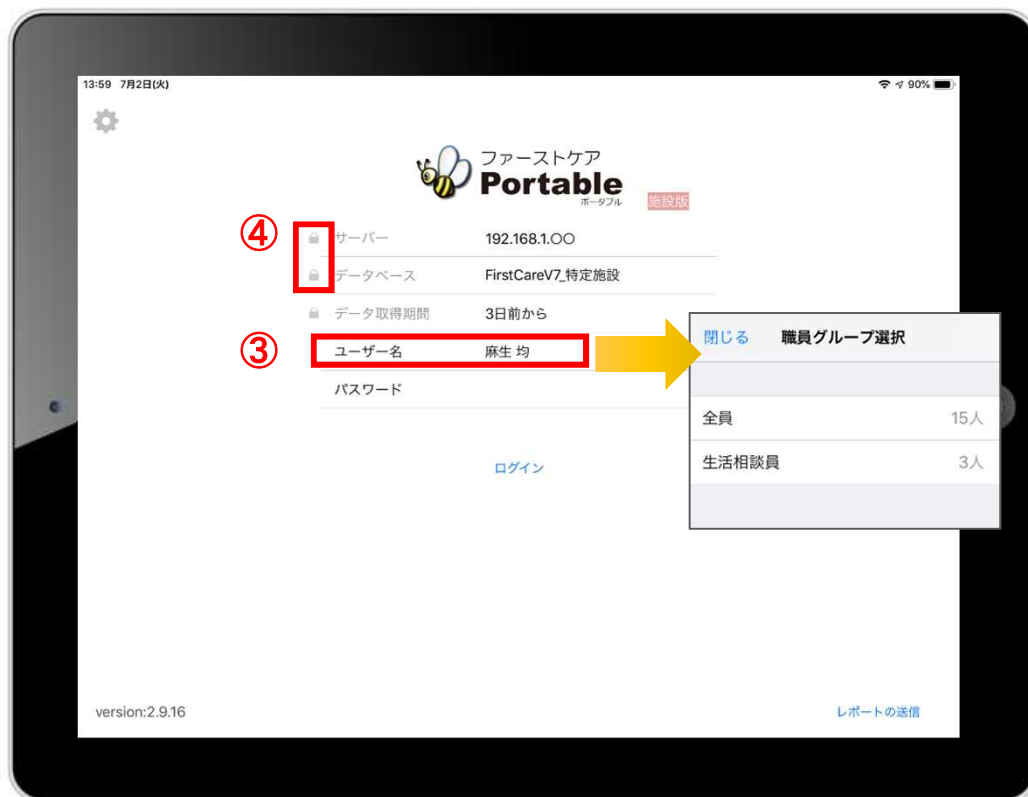 13:59 7月2日(火)
90%
ファーストケア
Portable
ポータブル
施設版
④
サーバー 192.168.1.〇〇
データベース FirstCareV7_特定施設
データ取得期間 3日前から
③
ユーザー名 麻生 均
パスワード
ログイン
閉じる 職員グループ選択
全員 15人
生活相談員 3人
version:2.9.16
レポートの送信